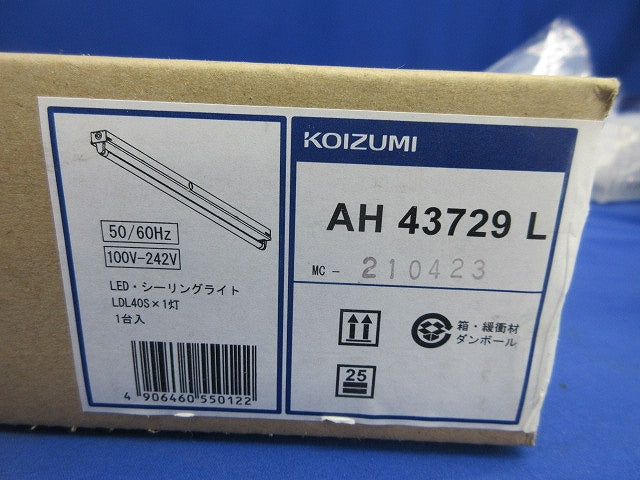 50/60Hz
100V-242V
LED・シーリングライト
LDL40S×1灯
1台入
4 906460 550122
KOIZUMI
AH 43729 L
MC - 210423
箱・緩衝材
ダンボール
25